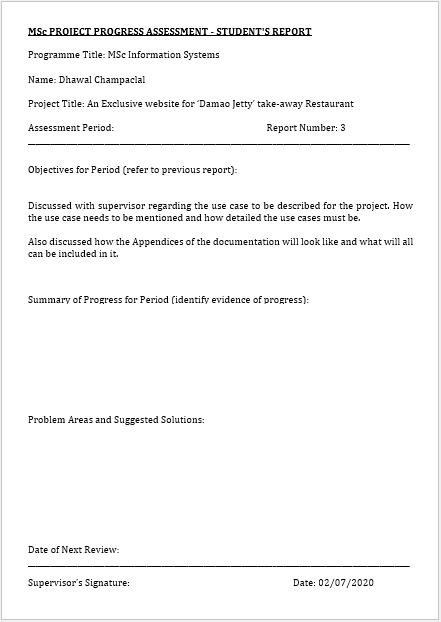 MSc PROJECT PROGRESS ASSESSMENT - STUDENT'S REPORT
Programme Title: MSc Information Systems
Name: Dhawal Champaclal
Project Title: An Exclusive website for ‘Damao Jetty’ take-away Restaurant
Assessment Period: Report Number: 3
Objectives for Period (refer to previous report):
Discussed with supervisor regarding the use case to be described for the project. How
the use case needs to be mentioned and how detailed the use cases must be.
Also discussed how the Appendices of the documentation will look like and what will all
can be included in it.
Summary of Progress for Period (identify evidence of progress):
Problem Areas and Suggested Solutions:
Date of Next Review:
Supervisor's Signature: Date: 02/07/2020